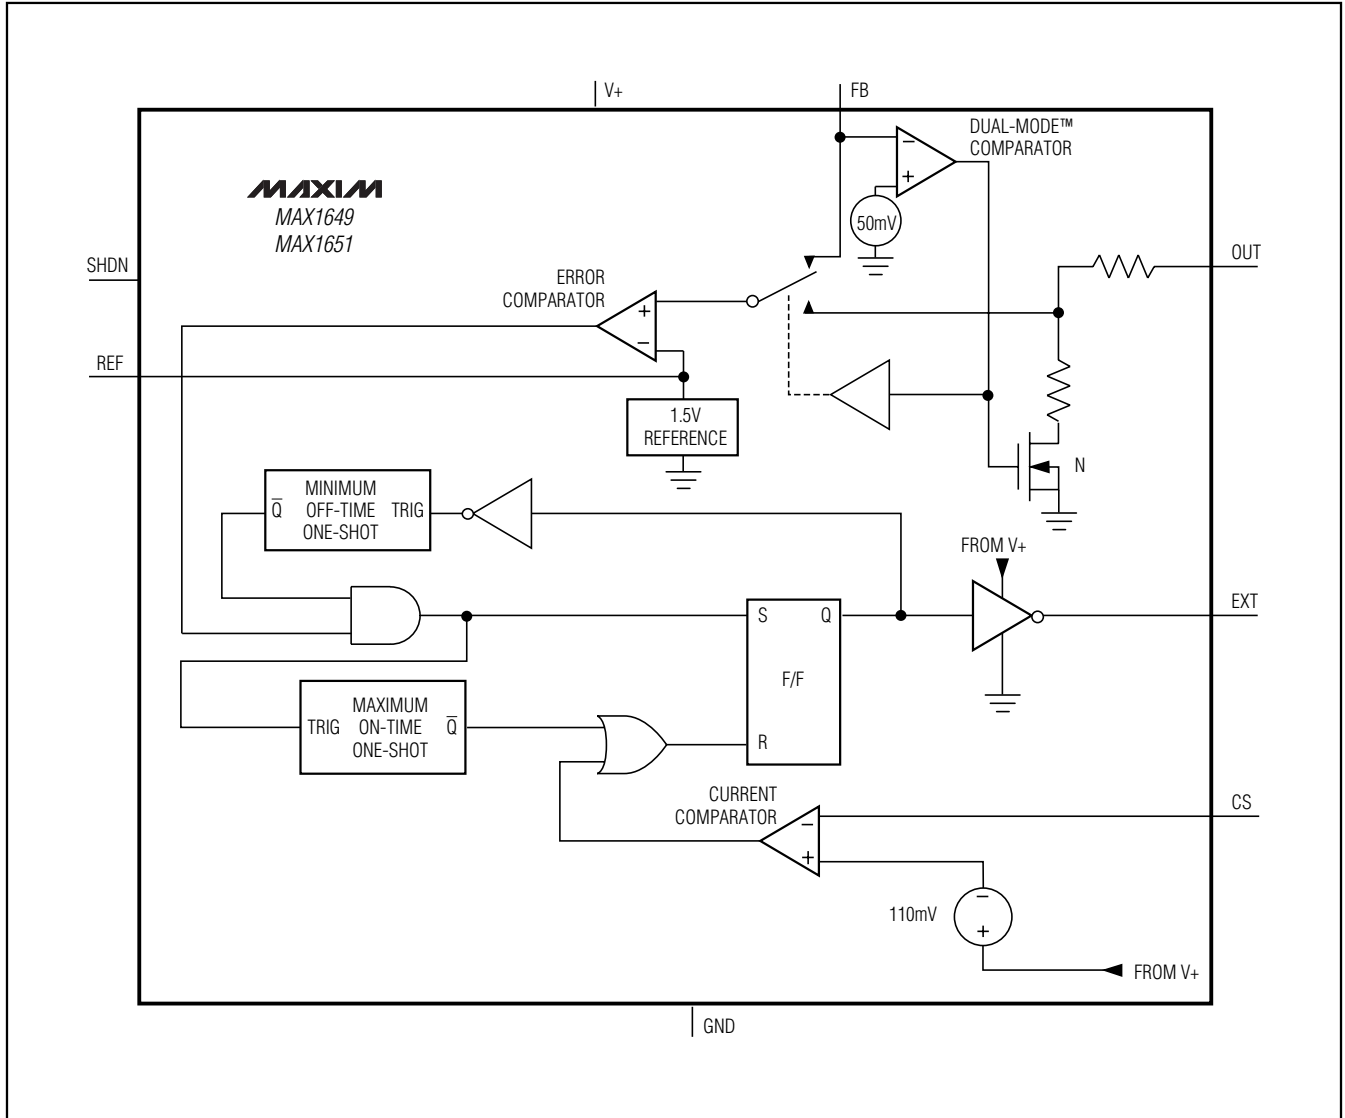 V+
FB
DUAL-MODE™
COMPARATOR
−
+
50mV
MAXIM
MAX1649
MAX1651
SHDN
OUT
ERROR
COMPARATOR
+
−
REF
1.5V
REFERENCE
N
MINIMUM
OFF-TIME
ONE-SHOT
Q̅
TRIG
FROM V+
EXT
S
Q
F/F
R
MAXIMUM
ON-TIME
ONE-SHOT
TRIG
Q̅
CURRENT
COMPARATOR
−
+
CS
110mV
−
+
FROM V+
GND